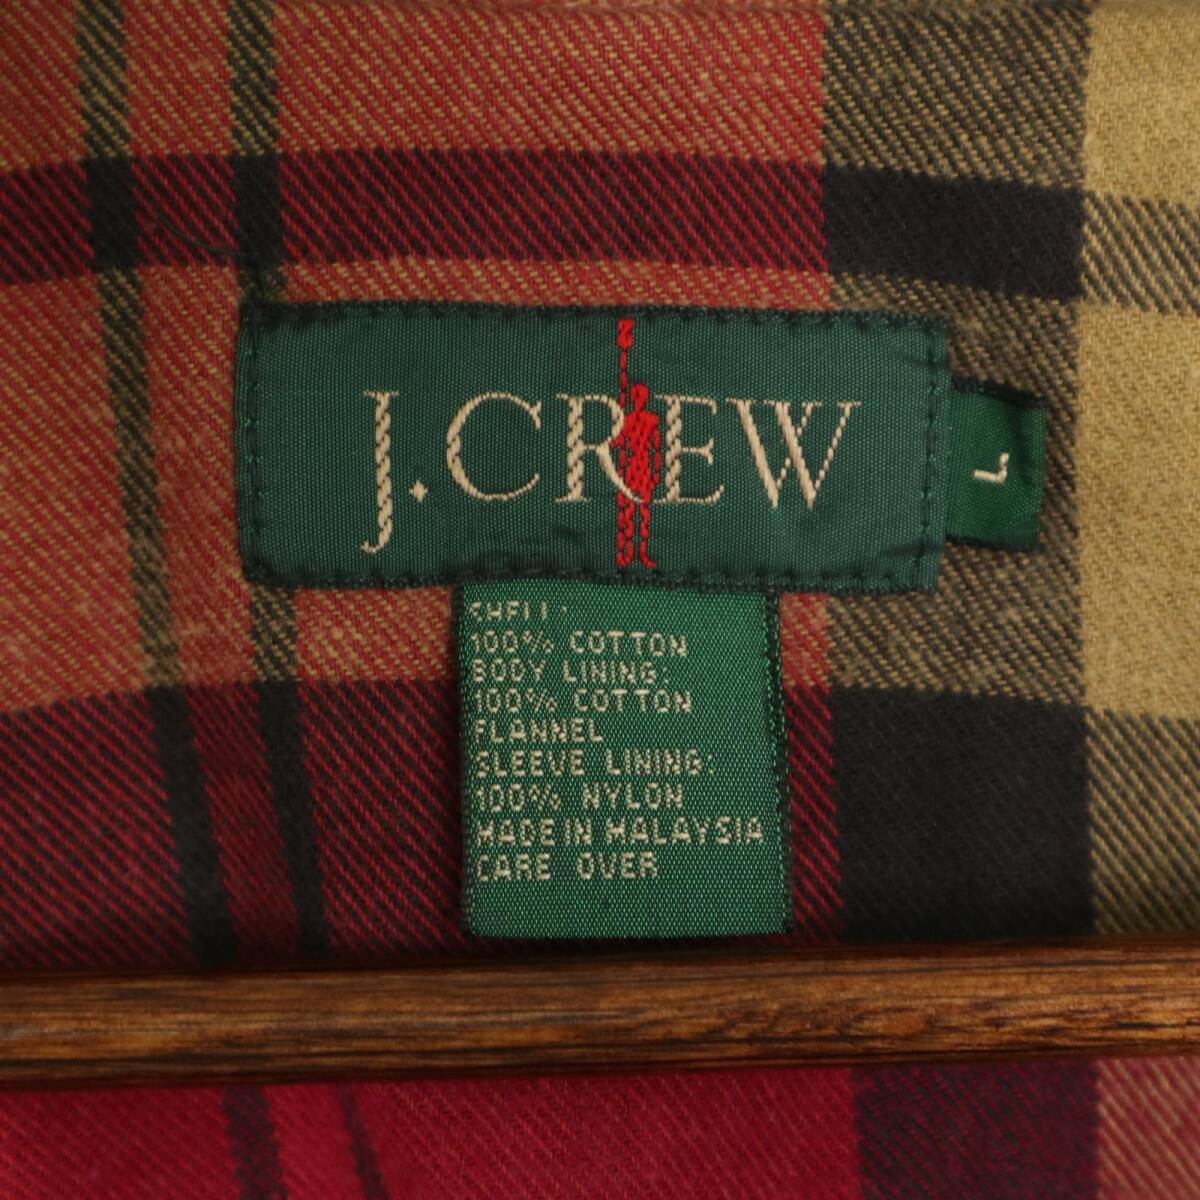 J.CREW
L
SHELL:
100% COTTON
BODY LINING:
100% COTTON
FLANNEL
SLEEVE LINING:
100% NYLON
MADE IN MALAYSIA
CARE OVER